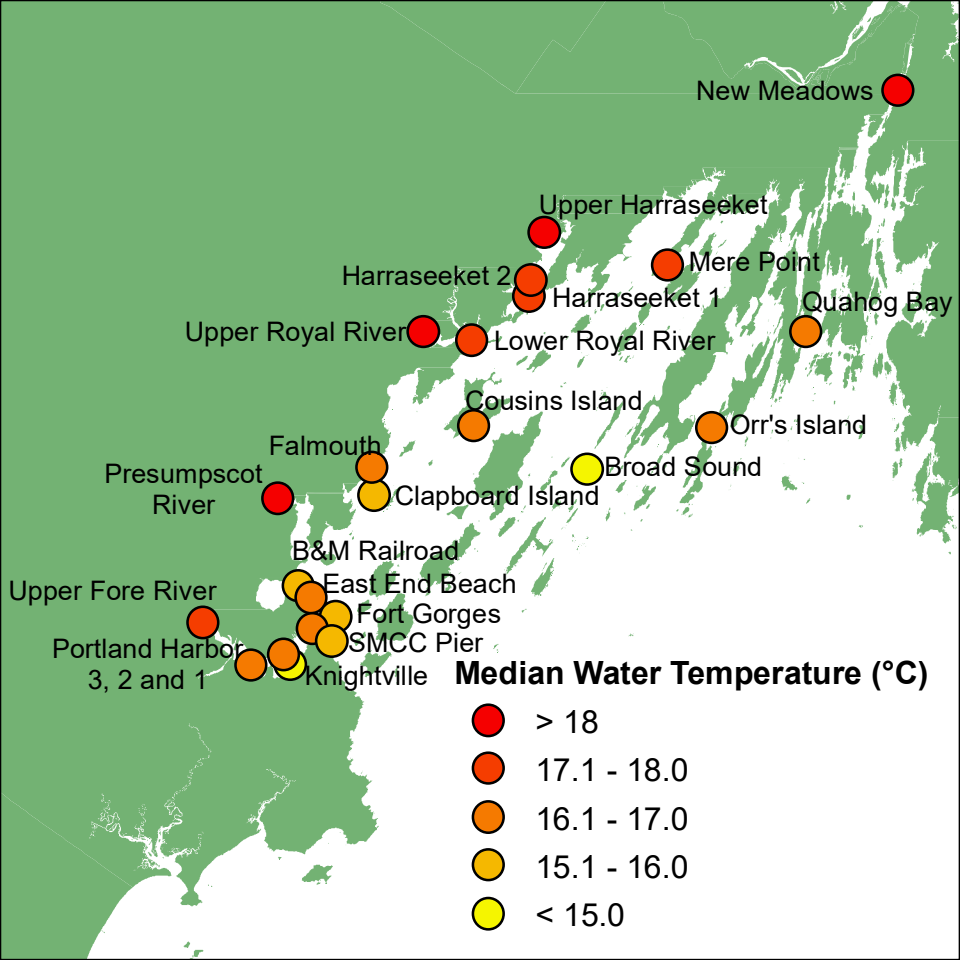 New Meadows
Upper Harraseeket
Mere Point
Harraseeket 2
Harraseeket 1
Quahog Bay
Upper Royal River
Lower Royal River
Cousins Island
Orr's Island
Falmouth
Broad Sound
Presumpscot
River
Clapboard Island
B&M Railroad
East End Beach
Upper Fore River
Fort Gorges
SMCC Pier
Portland Harbor
3, 2 and 1
Knightville
Median Water Temperature (°C)
> 18
17.1 - 18.0
16.1 - 17.0
15.1 - 16.0
< 15.0